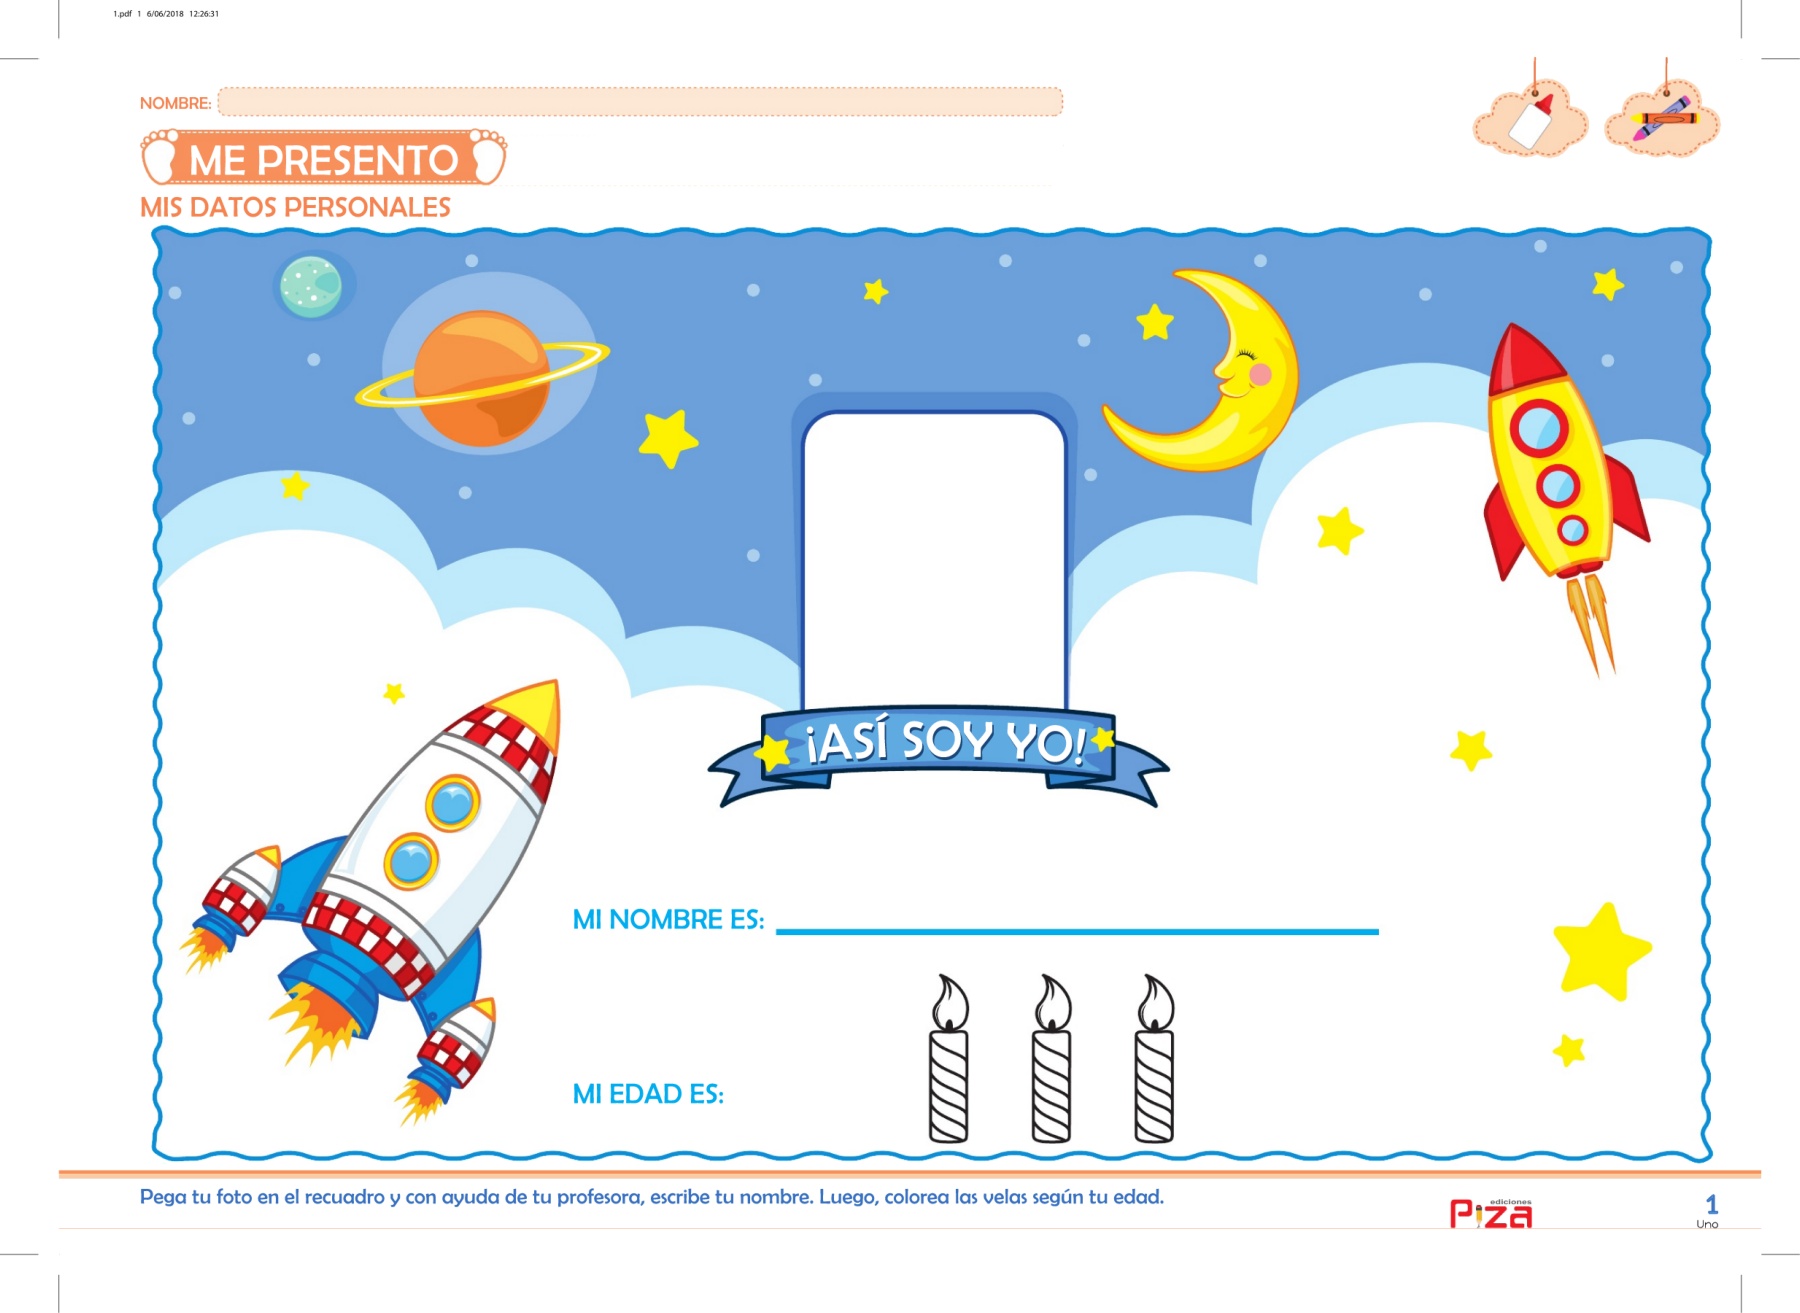 1.pdf 1 6/06/2018 12:26:31
NOMBRE:
ME PRESENTO
MIS DATOS PERSONALES
¡ASÍ SOY YO!
MI NOMBRE ES:
MI EDAD ES:
Pega tu foto en el recuadro y con ayuda de tu profesora, escribe tu nombre. Luego, colorea las velas según tu edad.
ediciones
Piza
1
Uno